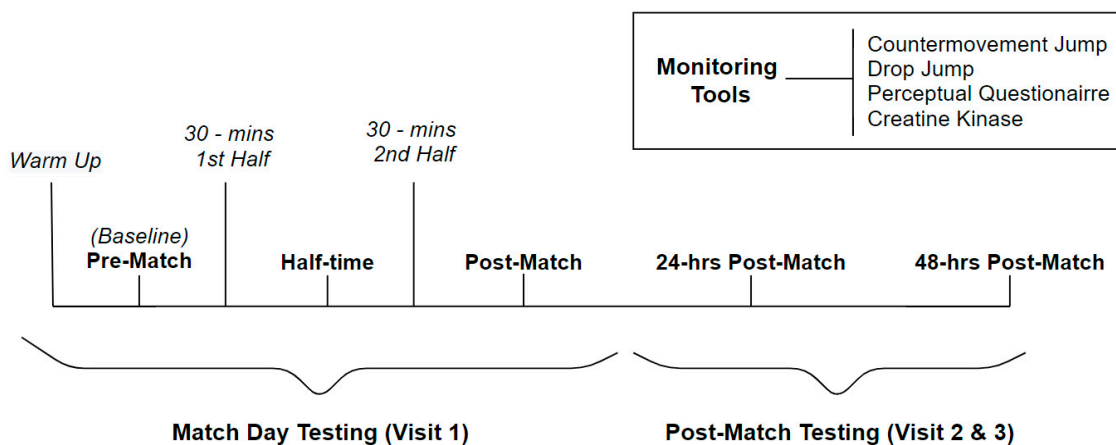 Monitoring
Tools
Countermovement Jump
Drop Jump
Perceptual Questionairre
Creatine Kinase
Warm Up
30 - mins
1st Half
30 - mins
2nd Half
(Baseline)
Pre-Match
Half-time
Post-Match
24-hrs Post-Match
48-hrs Post-Match
Match Day Testing (Visit 1)
Post-Match Testing (Visit 2 & 3)